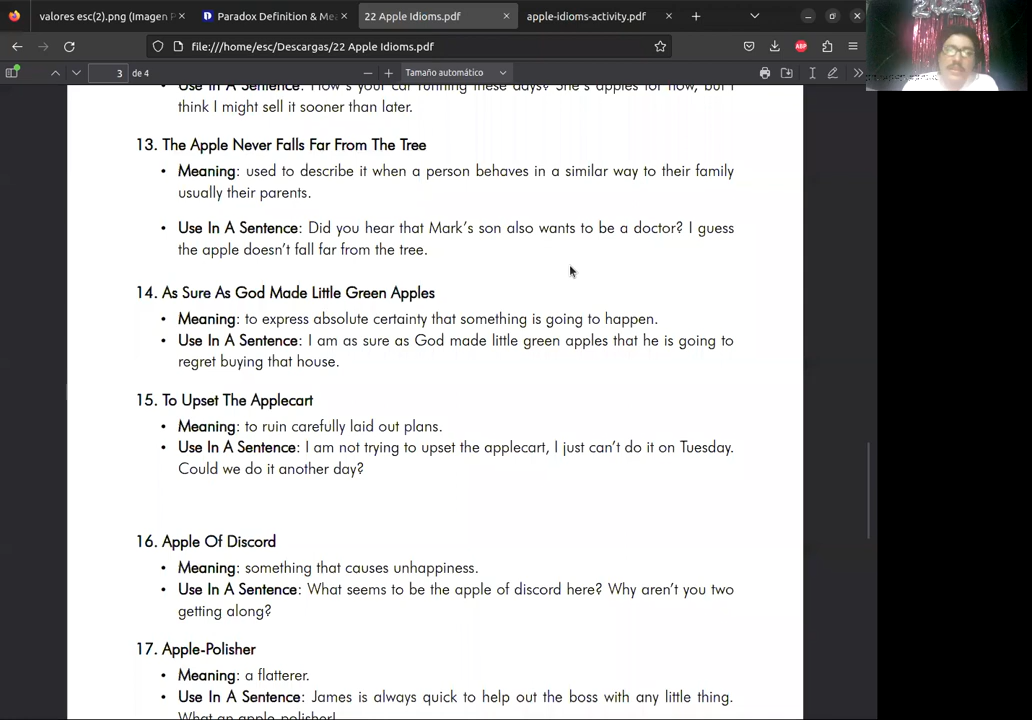 valores esc(2).png (Imagen P
Paradox Definition & Me
22 Apple Idioms.pdf
apple-idioms-activity.pdf
file:///home/esc/Descargas/22 Apple Idioms.pdf
3 de 4
Tamaño automático
Use In A Sentence: How's your car running these days? She's apples for now, but I
think I might sell it sooner than later.
13. The Apple Never Falls Far From The Tree
• Meaning: used to describe it when a person behaves in a similar way to their family
usually their parents.
• Use In A Sentence: Did you hear that Mark's son also wants to be a doctor? I guess
the apple doesn't fall far from the tree.
14. As Sure As God Made Little Green Apples
• Meaning: to express absolute certainty that something is going to happen.
• Use In A Sentence: I am as sure as God made little green apples that he is going to
regret buying that house.
15. To Upset The Applecart
• Meaning: to ruin carefully laid out plans.
• Use In A Sentence: I am not trying to upset the applecart, I just can't do it on Tuesday.
Could we do it another day?
16. Apple Of Discord
• Meaning: something that causes unhappiness.
• Use In A Sentence: What seems to be the apple of discord here? Why aren't you two
getting along?
17. Apple-Polisher
• Meaning: a flatterer.
• Use In A Sentence: James is always quick to help out the boss with any little thing.
What an apple-polisher!